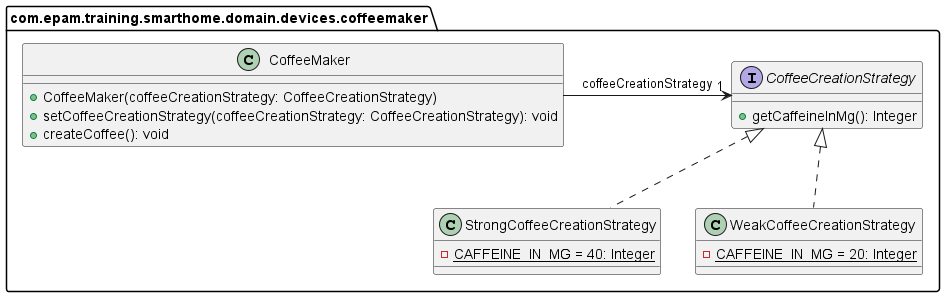 com.epam.training.smarthome.domain.devices.coffeemaker
C CoffeeMaker
CoffeeMaker(coffeeCreationStrategy: CoffeeCreationStrategy)
setCoffeeCreationStrategy(coffeeCreationStrategy: CoffeeCreationStrategy): void
createCoffee(): void
coffeeCreationStrategy 1
I CoffeeCreationStrategy
getCaffeineInMg(): Integer
C StrongCoffeeCreationStrategy
CAFFEINE_IN_MG = 40: Integer
C WeakCoffeeCreationStrategy
CAFFEINE_IN_MG = 20: Integer